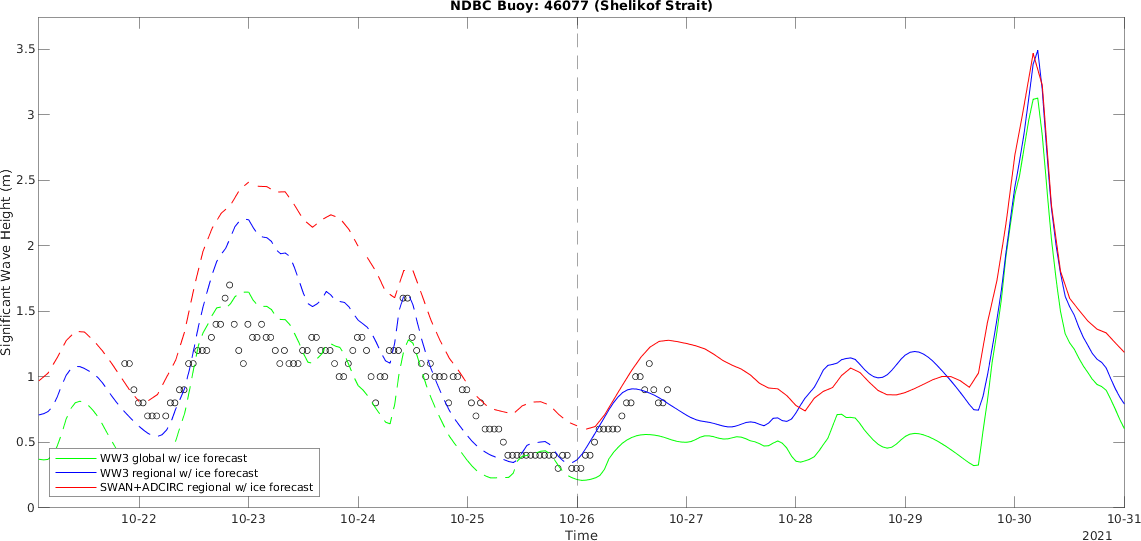 NDBC Buoy: 46077 (Shelikof Strait)
Significant Wave Height (m)
3.5
3
2.5
2
1.5
1
0.5
0
WW3 global w/ ice forecast
WW3 regional w/ ice forecast
SWAN+ADCIRC regional w/ ice forecast
10-22 10-23 10-24 10-25 10-26 10-27 10-28 10-29 10-30 10-31
Time
2021